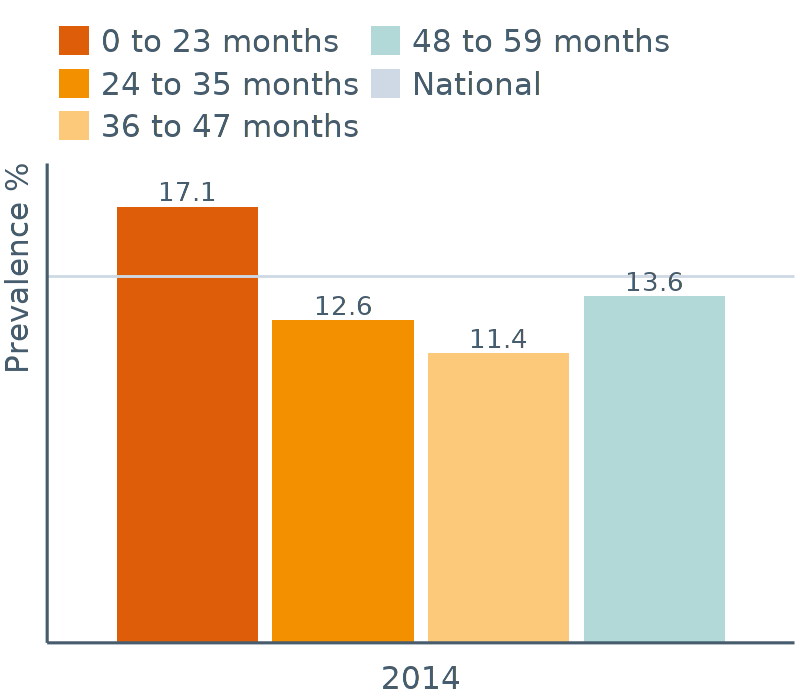 0 to 23 months
24 to 35 months
36 to 47 months
48 to 59 months
National
Prevalence %
17.1
12.6
11.4
13.6
2014